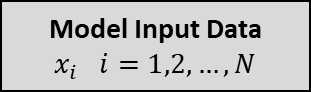 Model Input Data
xᵢ i = 1,2, …, N